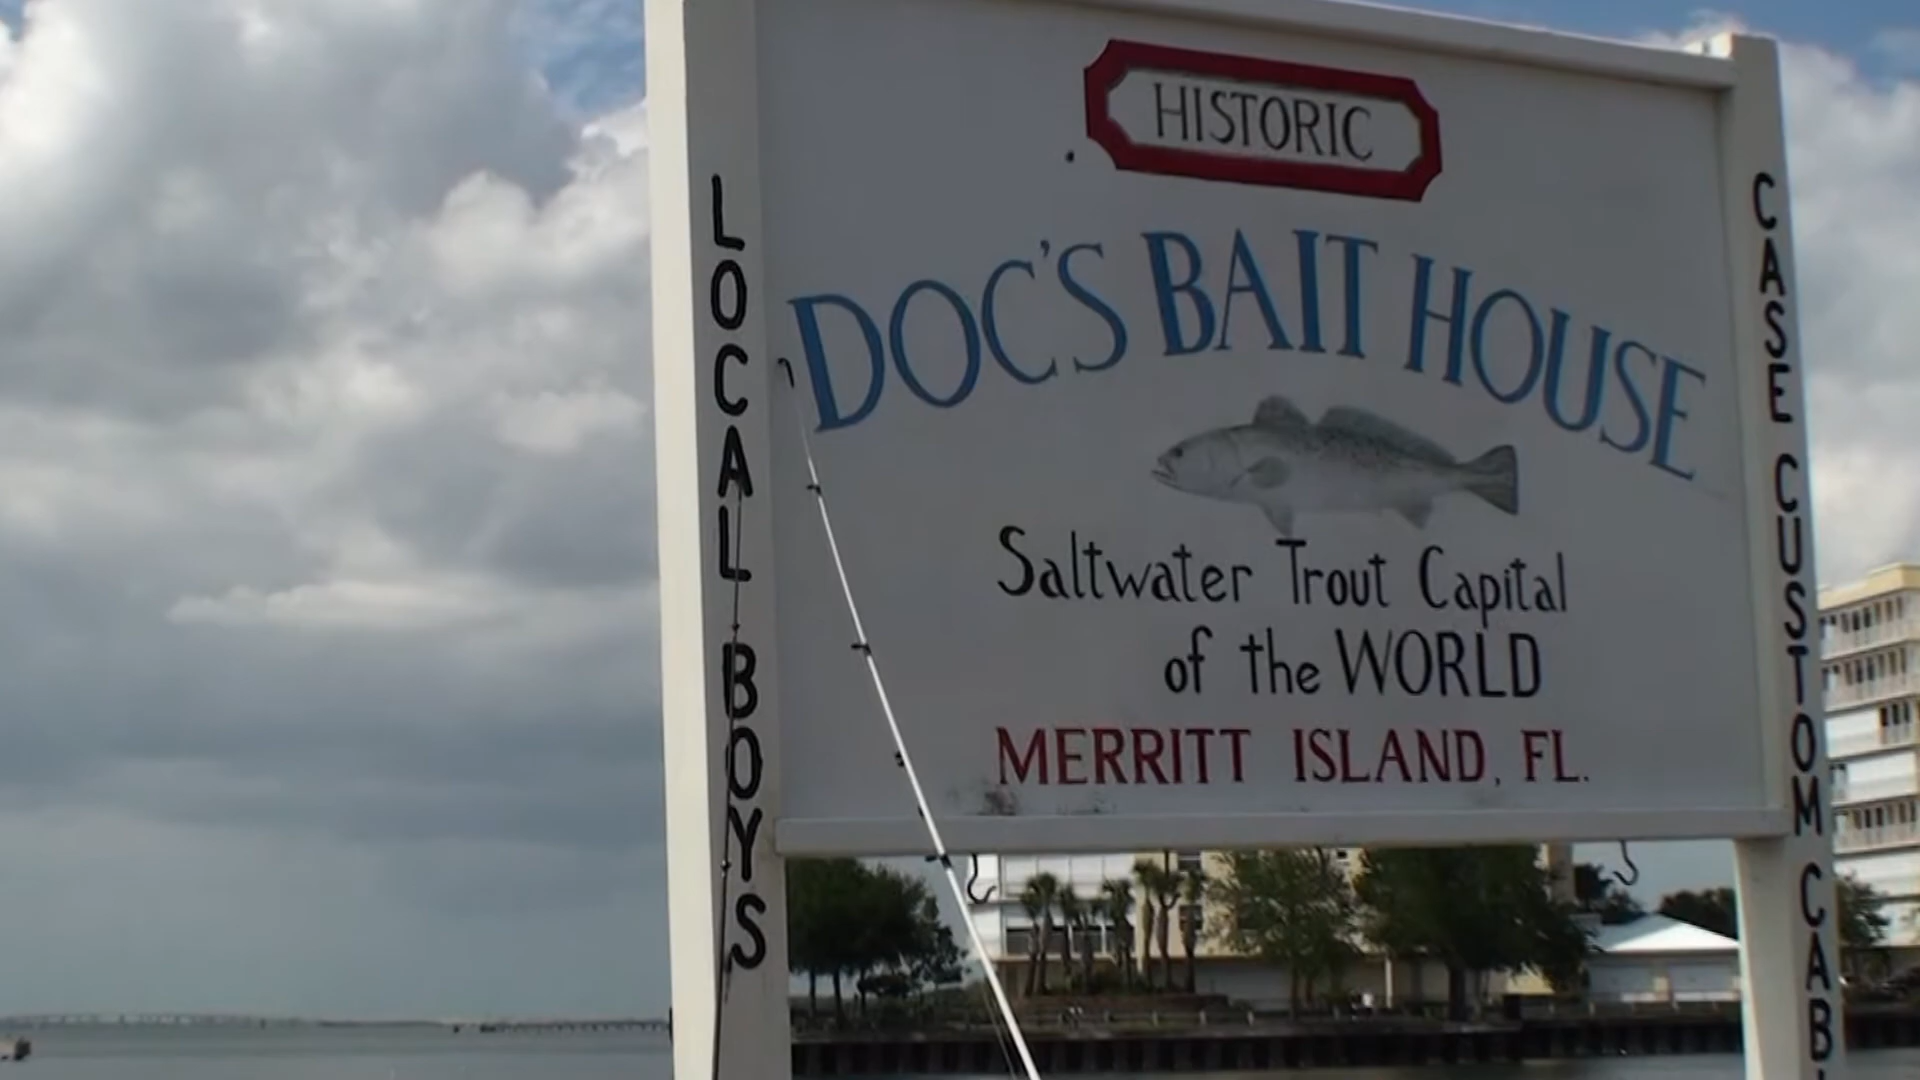 HISTORIC
DOC'S BAIT HOUSE
Saltwater Trout Capital
of the WORLD
MERRITT ISLAND, FL.
LOCAL BOYS
CASE CUSTOM